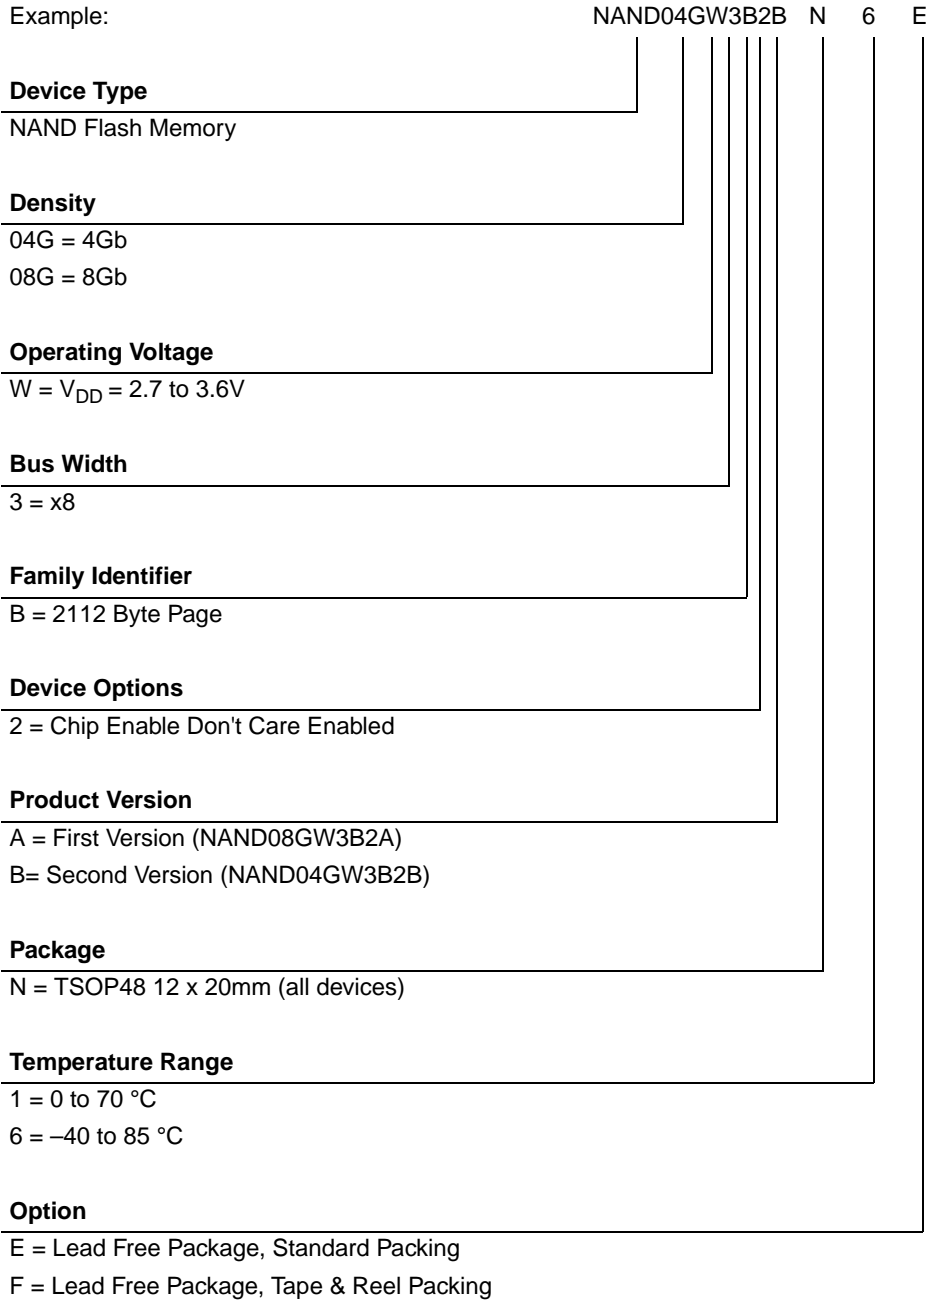 Example: NAND04GW3B2B N 6 E
Device Type
NAND Flash Memory
Density
04G = 4Gb
08G = 8Gb
Operating Voltage
W = VDD = 2.7 to 3.6V
Bus Width
3 = x8
Family Identifier
B = 2112 Byte Page
Device Options
2 = Chip Enable Don't Care Enabled
Product Version
A = First Version (NAND08GW3B2A)
B= Second Version (NAND04GW3B2B)
Package
N = TSOP48 12 x 20mm (all devices)
Temperature Range
1 = 0 to 70 °C
6 = –40 to 85 °C
Option
E = Lead Free Package, Standard Packing
F = Lead Free Package, Tape & Reel Packing